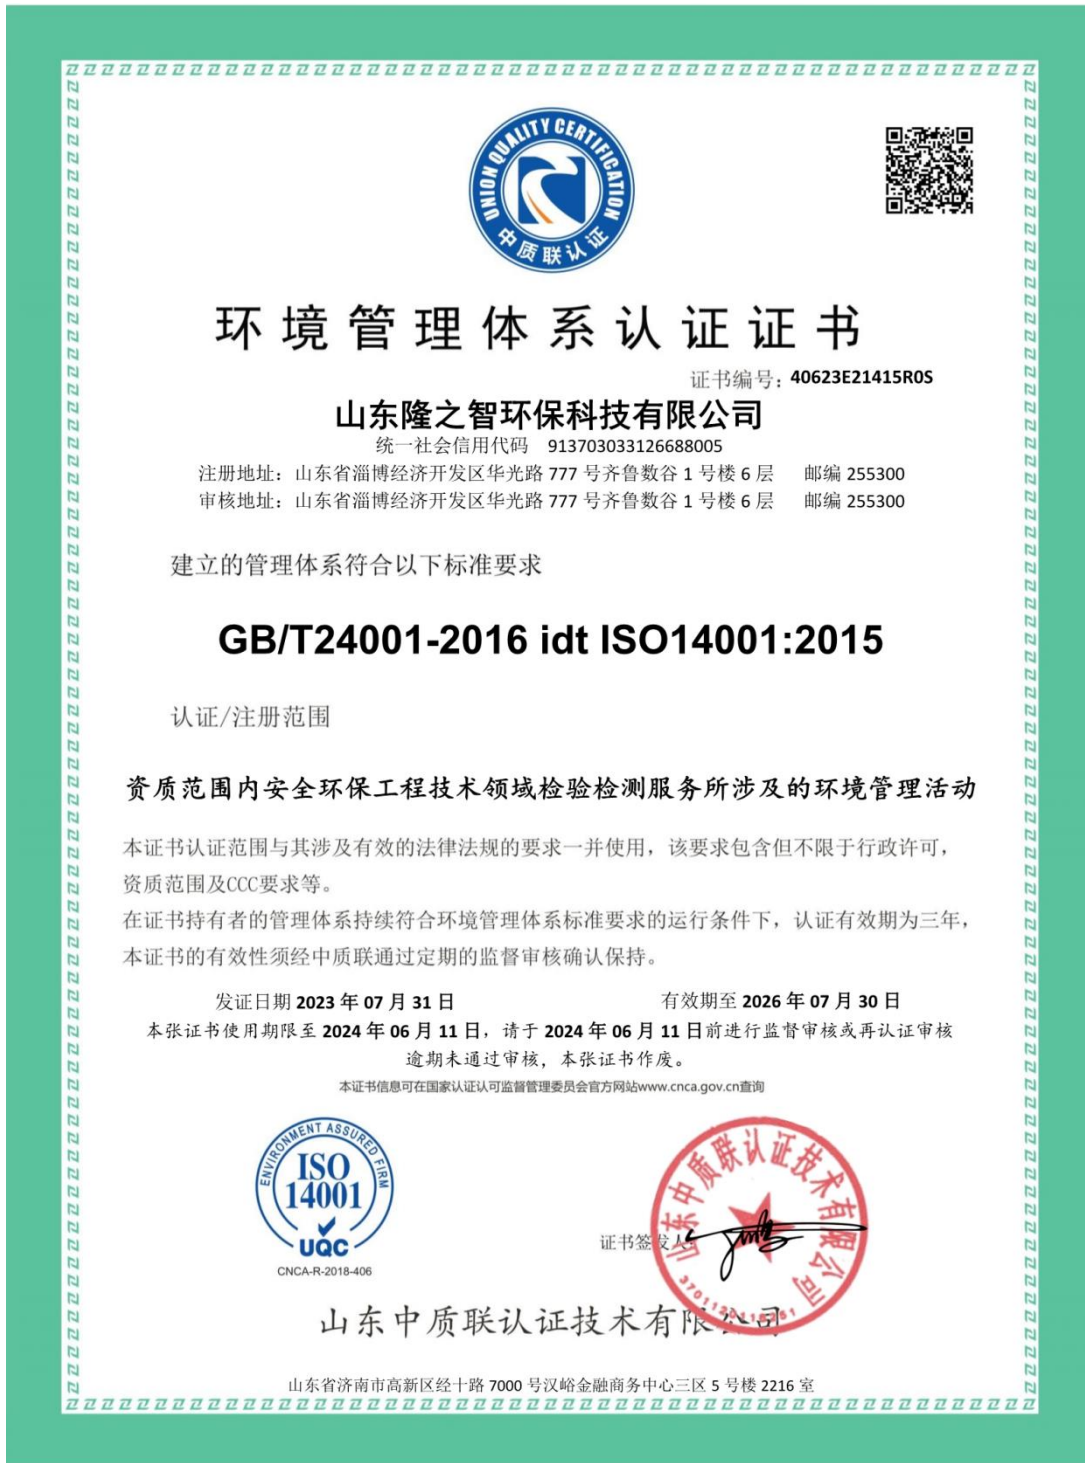 UNION QUALITY CERTIFICATION
中质联认证
环境管理体系认证证书
证书编号: 40623E21415R0S
山东隆之智环保科技有限公司
统一社会信用代码 913703033126688005
注册地址: 山东省淄博经济开发区华光路 777 号齐鲁数谷 1 号楼 6 层 邮编 255300
审核地址: 山东省淄博经济开发区华光路 777 号齐鲁数谷 1 号楼 6 层 邮编 255300
建立的管理体系符合以下标准要求
GB/T24001-2016 idt ISO14001:2015
认证/注册范围
资质范围内安全环保工程技术领域检验检测服务所涉及的环境管理活动
本证书认证范围与其涉及有效的法律法规的要求一并使用，该要求包含但不限于行政许可，
资质范围及CCC要求等。
在证书持有者的管理体系持续符合环境管理体系标准要求的运行条件下，认证有效期为三年，
本证书的有效性须经中质联通过定期的监督审核确认保持。
发证日期 2023 年 07 月 31 日 有效期至 2026 年 07 月 30 日
本张证书使用期限至 2024 年 06 月 11 日，请于 2024 年 06 月 11 日前进行监督审核或再认证审核
逾期未通过审核，本张证书作废。
本证书信息可在国家认证认可监督管理委员会官方网站www.cnca.gov.cn查询
ENVIRONMENT ASSURED FIRM
ISO
14001
UQC
CNCA-R-2018-406
证书签发人
山东中质联认证技术有限公司
山东中质联认证技术有限公司
山东省济南市高新区经十路 7000 号汉峪金融商务中心三区 5 号楼 2216 室